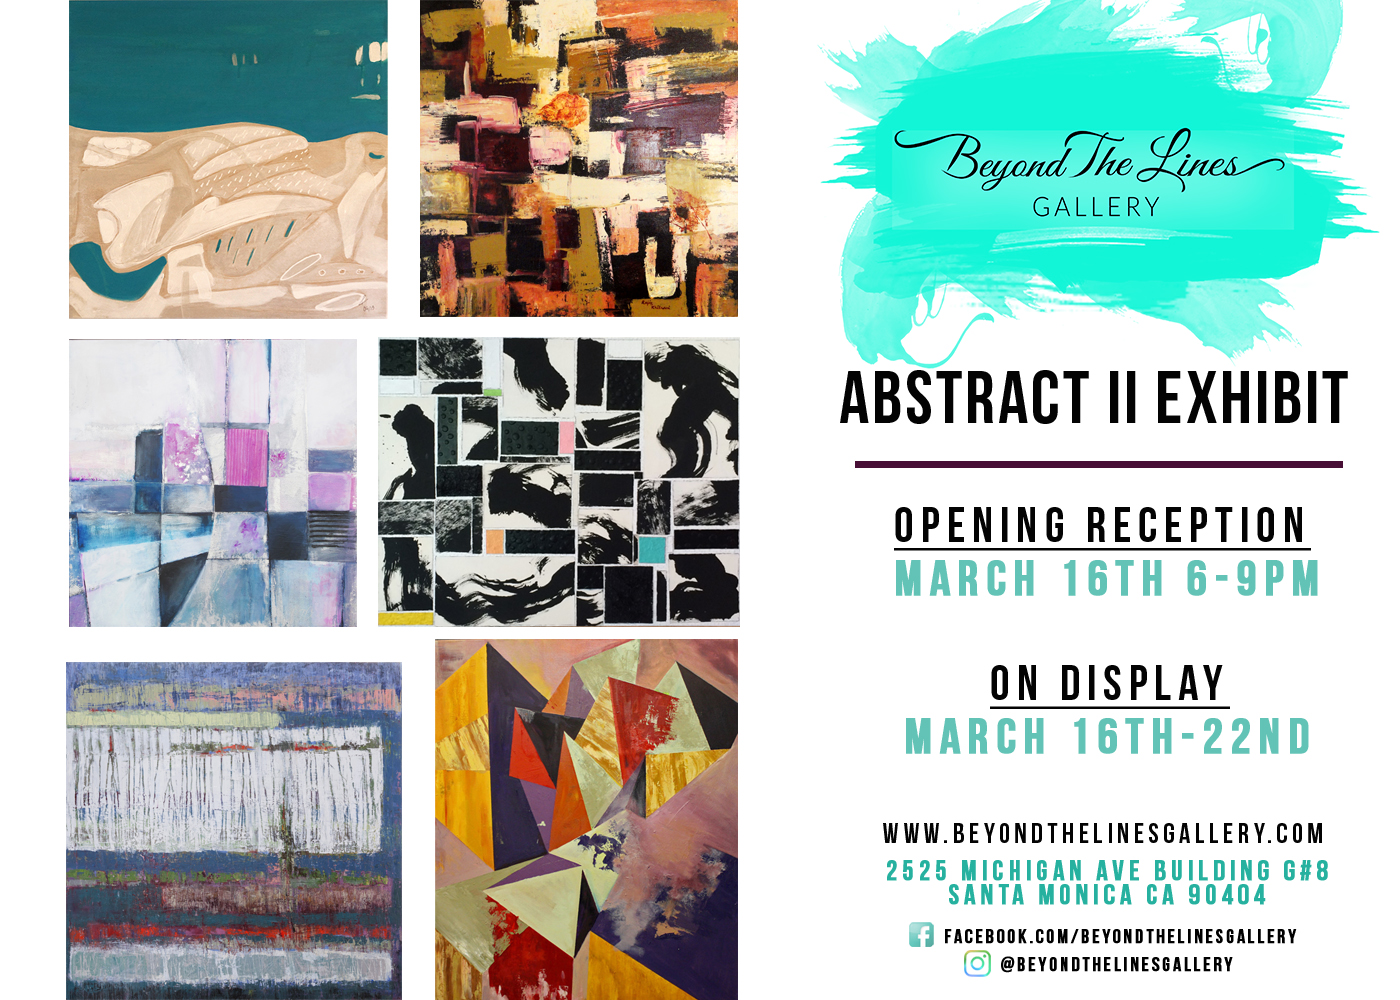 Beyond The Lines
GALLERY
ABSTRACT II EXHIBIT
OPENING RECEPTION
MARCH 16TH 6-9PM
ON DISPLAY
MARCH 16TH-22ND
WWW.BEYONDTHELINESGALLERY.COM
2525 MICHIGAN AVE BUILDING G#8
SANTA MONICA CA 90404
FACEBOOK.COM/BEYONDTHELINESGALLERY
@BEYONDTHELINESGALLERY